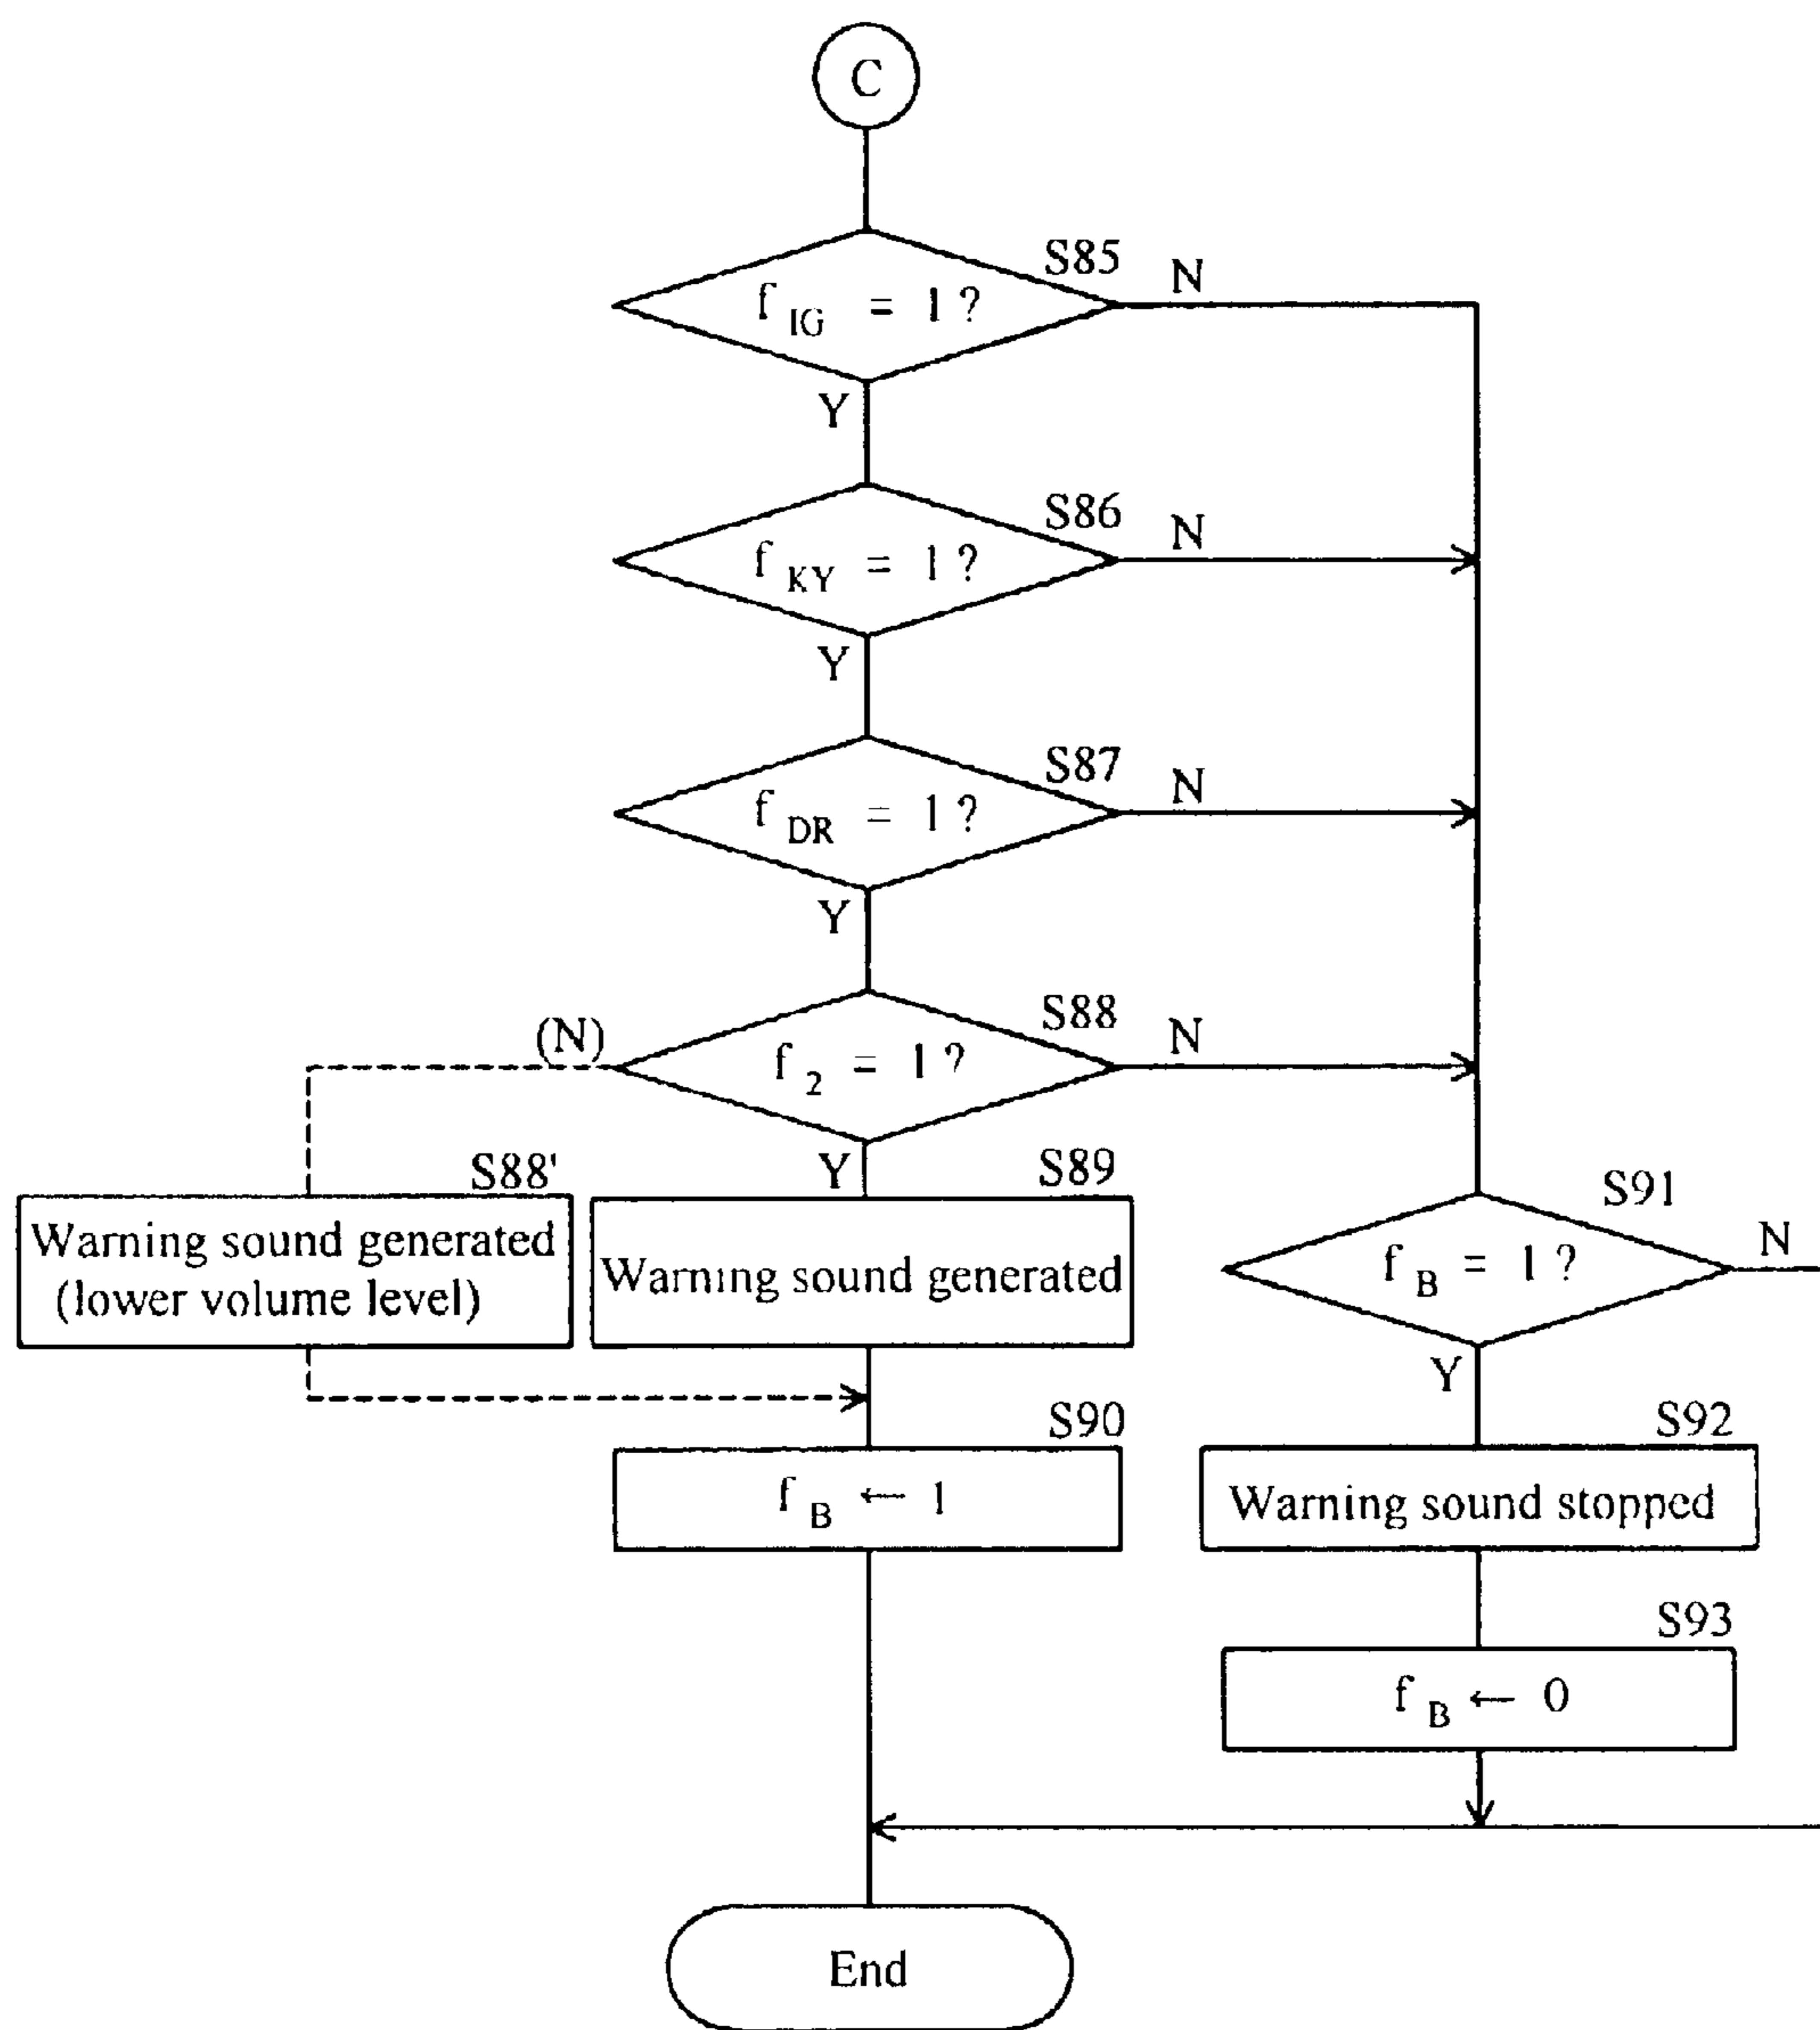 C
S85
f IG = 1 ?
N
Y
S86
f KY = 1 ?
N
Y
S87
f DR = 1 ?
N
Y
S88
(N)
f 2 = 1 ?
N
Y
S88'
Warning sound generated
(lower volume level)
S89
Warning sound generated
S91
f B = 1 ?
N
Y
S90
f B ← 1
S92
Warning sound stopped
S93
f B ← 0
End